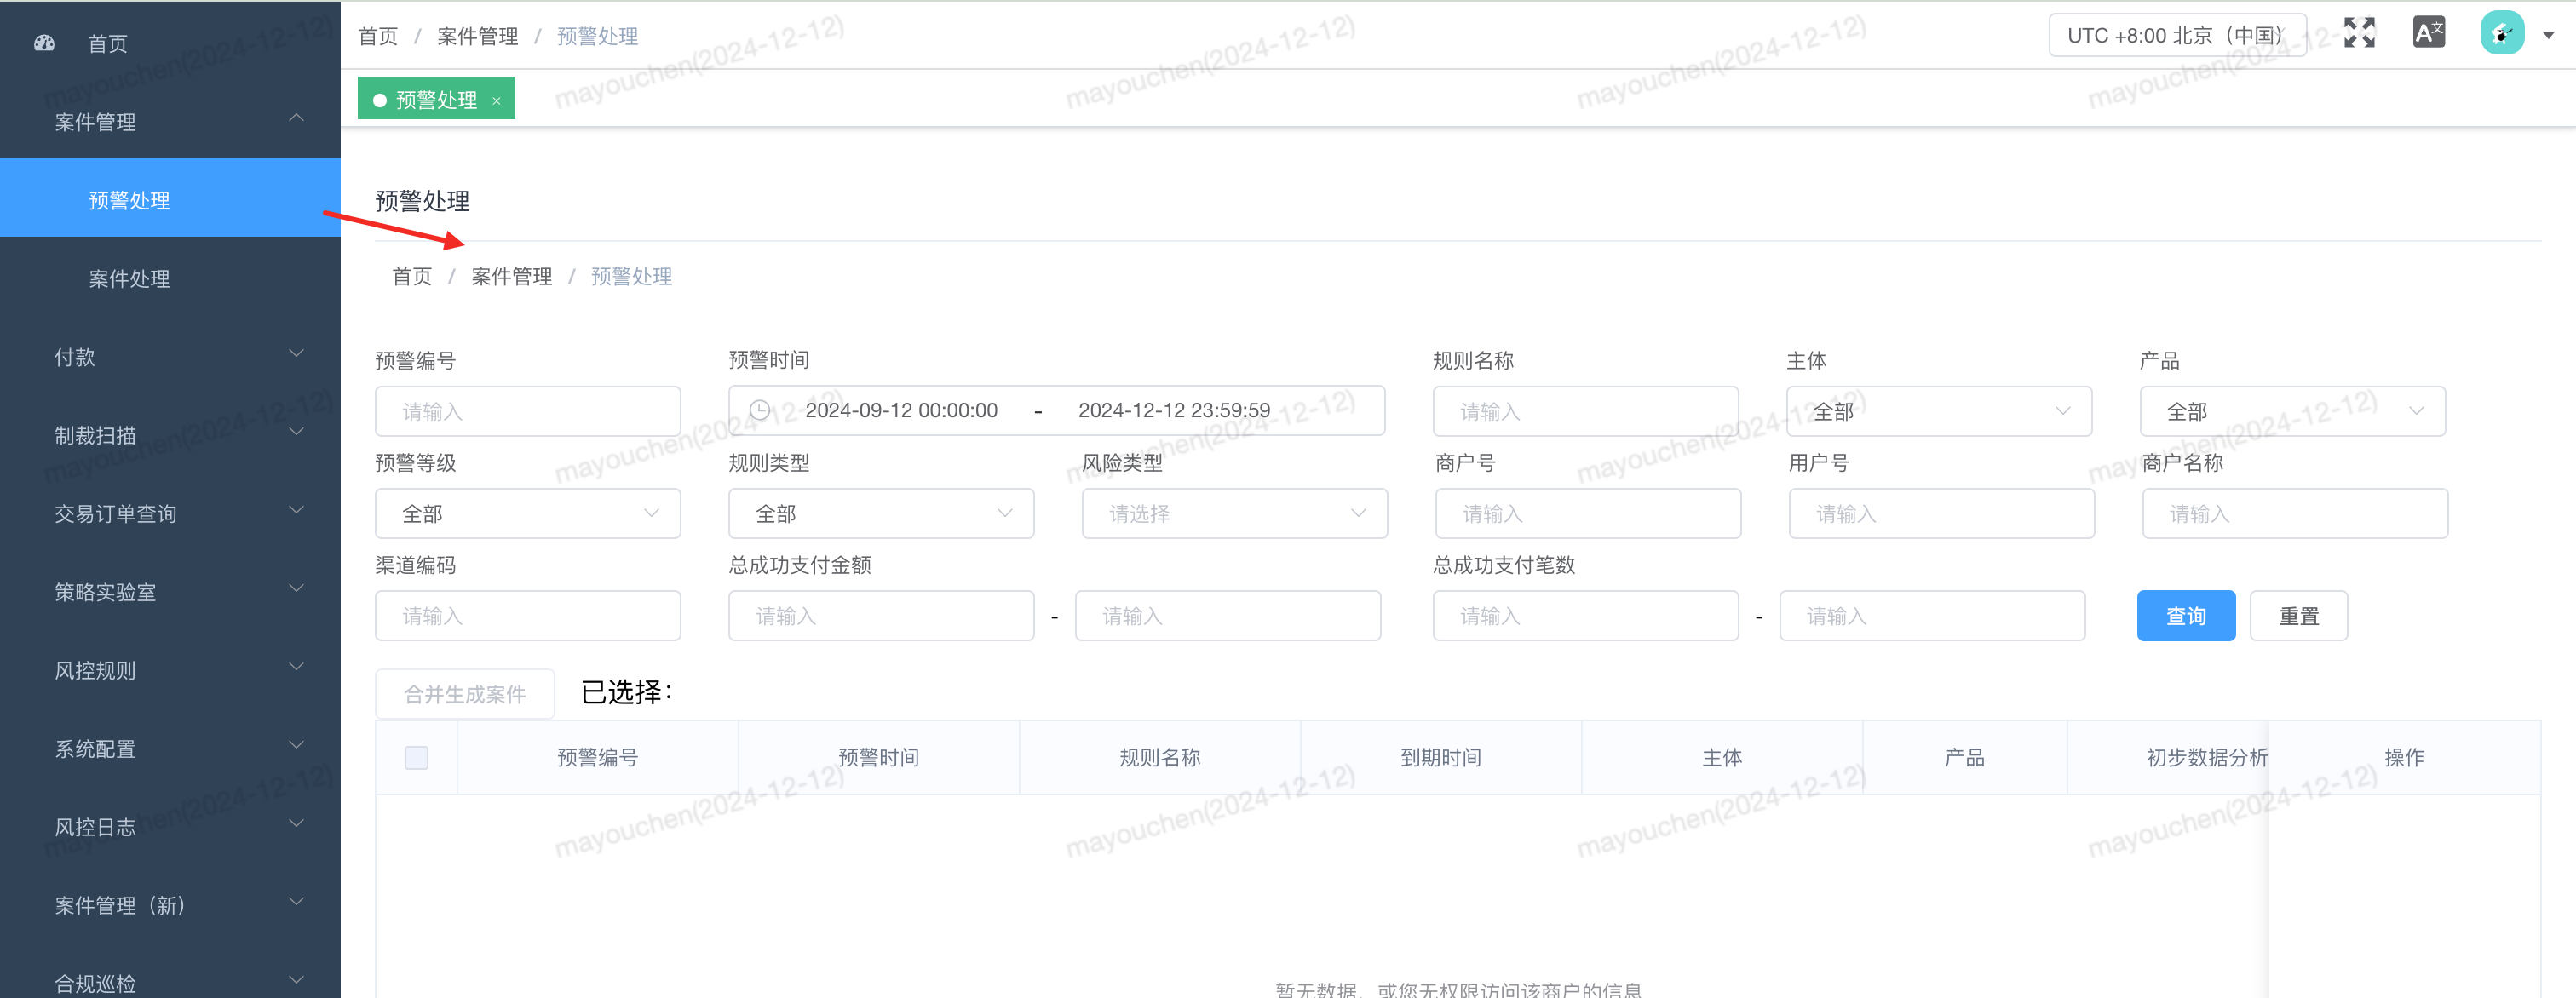 首页
案件管理
预警处理
案件处理
付款
制裁扫描
交易订单查询
策略实验室
风控规则
系统配置
风控日志
案件管理（新）
合规巡检
首页 / 案件管理 / 预警处理
UTC +8:00 北京（中国）
预警处理 ×
预警处理
首页 / 案件管理 / 预警处理
预警编号 预警时间 规则名称 主体 产品
请输入 2024-09-12 00:00:00 - 2024-12-12 23:59:59 请输入 全部 全部
预警等级 规则类型 风险类型 商户号 用户号 商户名称
全部 全部 请选择 请输入 请输入 请输入
渠道编码 总成功支付金额 总成功支付笔数
请输入 请输入 - 请输入 请输入 - 请输入 查询 重置
合并生成案件 已选择：
预警编号 预警时间 规则名称 到期时间 主体 产品 初步数据分析 操作
暂无数据，或您无权限访问该商户的信息
mayouchen(2024-12-12)